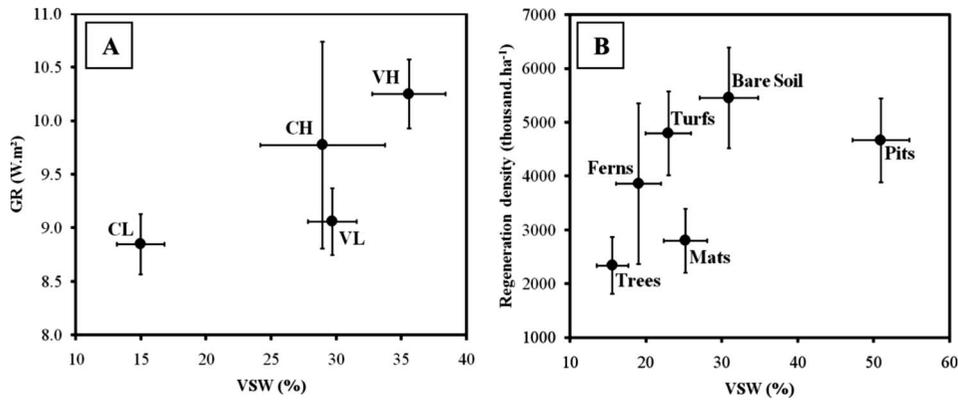 A
GR (W.m²)
11.0
10.5
10.0
9.5
9.0
8.5
8.0
VH
CH
CL
VL
10 15 20 25 30 35 40
VSW (%)
B
Regeneration density (thousand.ha⁻¹)
7000
6000
5000
4000
3000
2000
1000
Bare Soil
Turfs
Pits
Ferns
Mats
Trees
10 20 30 40 50 60
VSW (%)